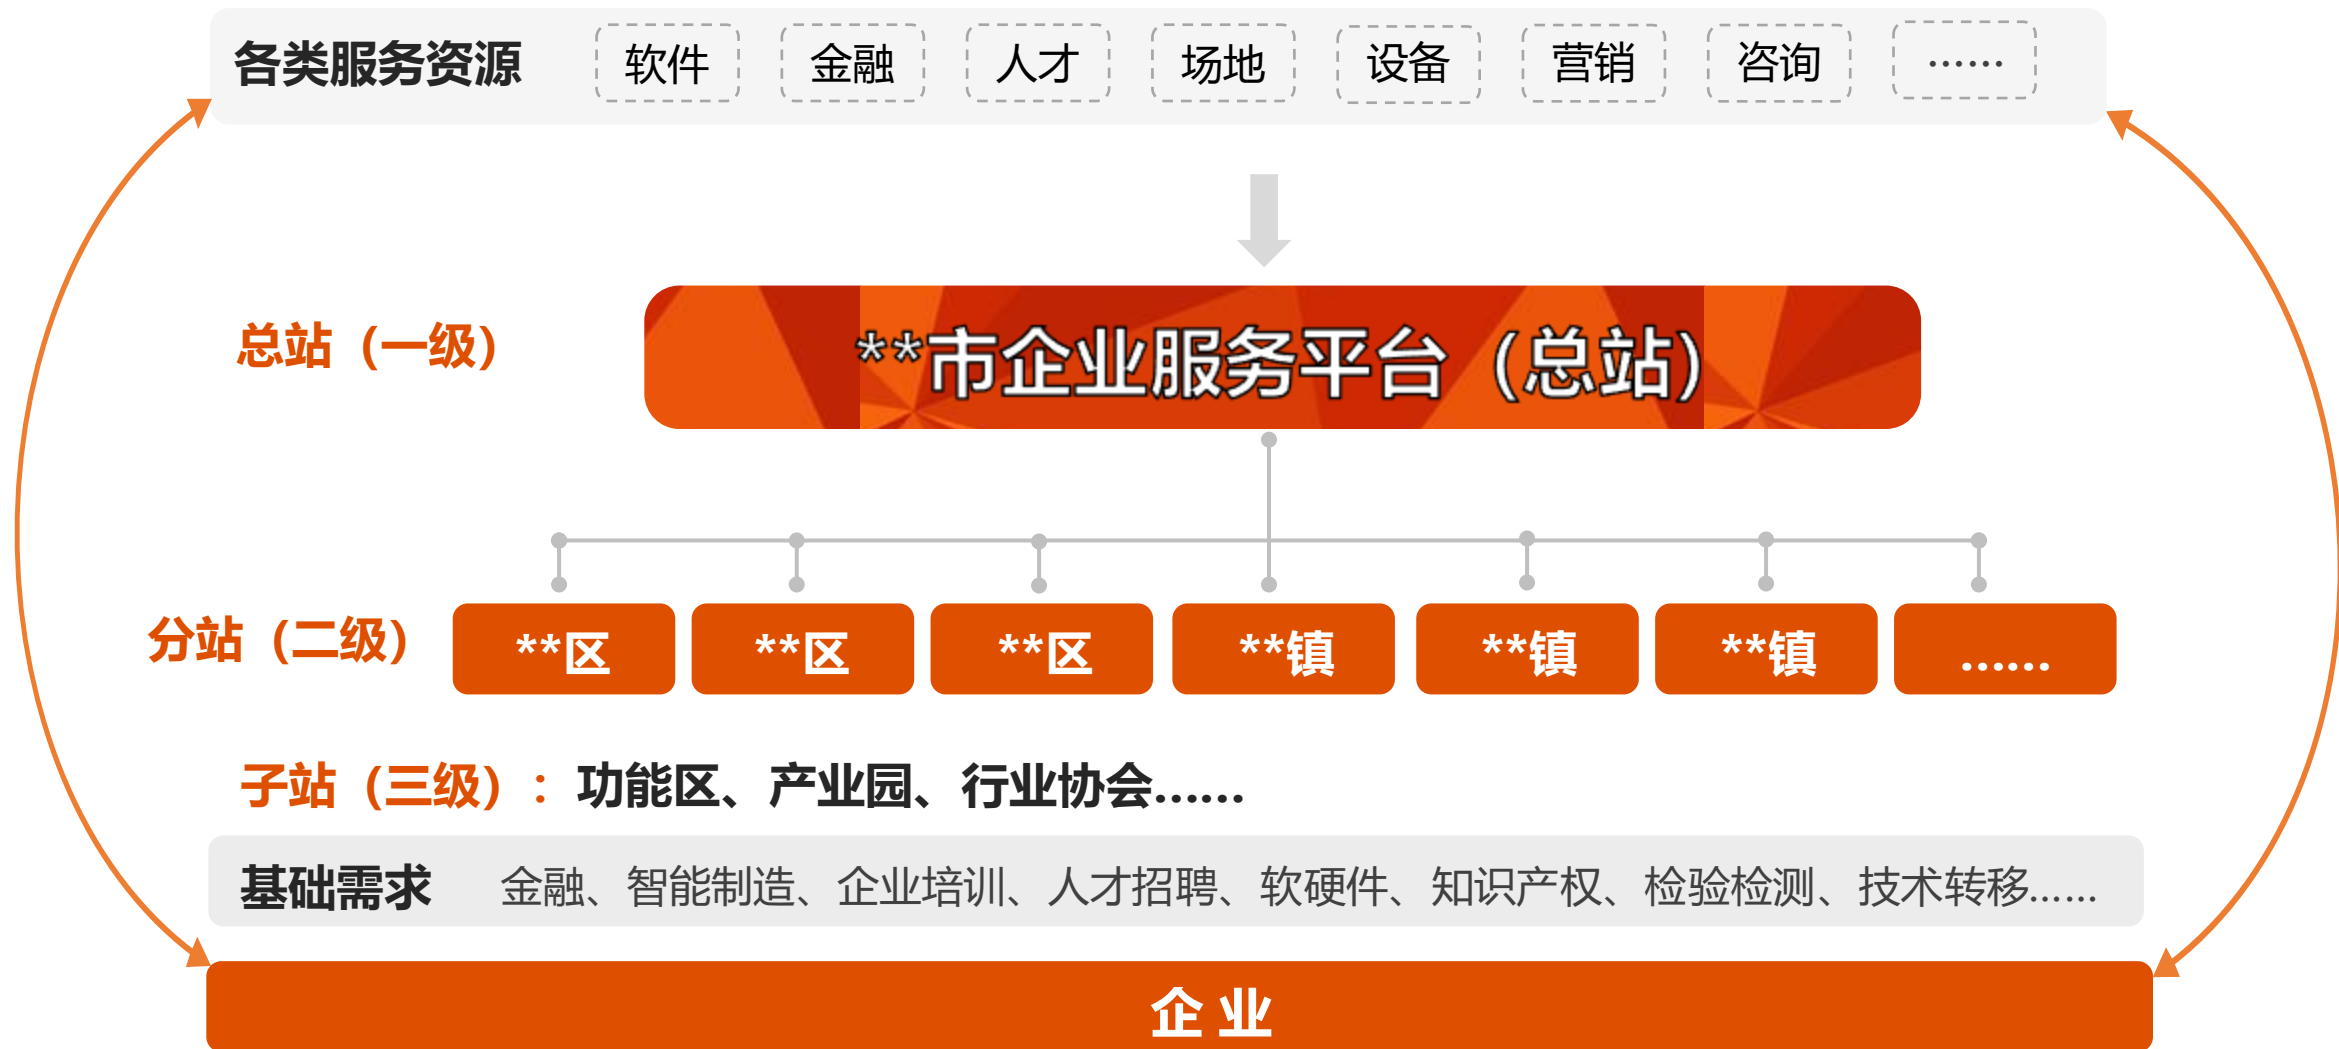 各类服务资源 软件 金融 人才 场地 设备 营销 咨询 ……
总站（一级）
**市企业服务平台（总站）
分站（二级） **区 **区 **区 **镇 **镇 **镇 ……
子站（三级）：功能区、产业园、行业协会……
基础需求 金融、智能制造、企业培训、人才招聘、软硬件、知识产权、检验检测、技术转移……
企 业